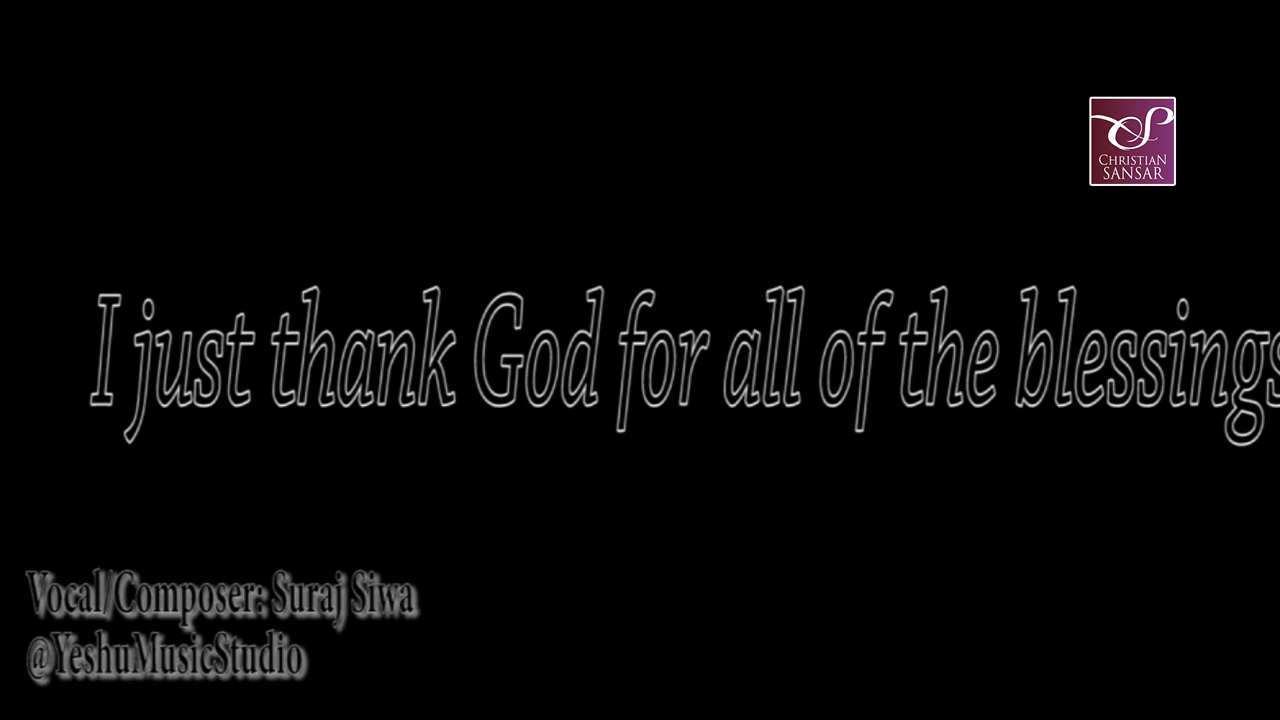 CHRISTIAN
SANSAR
I just thank God for all of the blessings
Vocal/Composer: Suraj Siwa
@YeshuMusicStudio